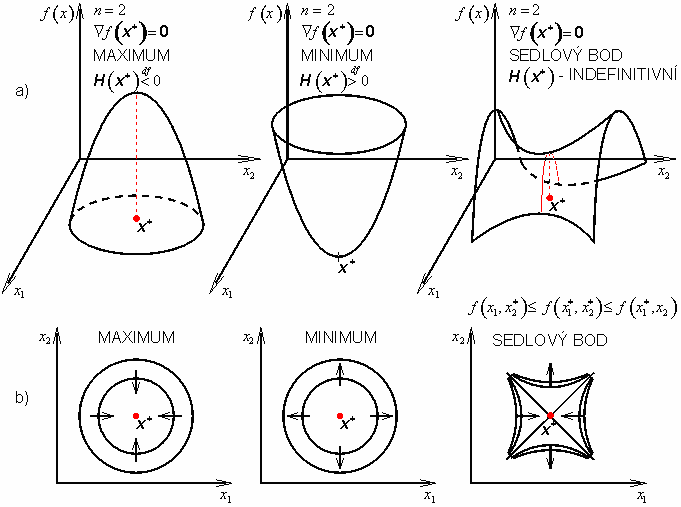 a)
f(x)
n = 2
∇f(x⁺)=0
MAXIMUM
H(x⁺) df< 0
x⁺
x₂
x₁
f(x)
n = 2
∇f(x⁺)=0
MINIMUM
H(x⁺) df> 0
x⁺
x₂
x₁
f(x)
n = 2
∇f(x⁺)=0
SEDLOVÝ BOD
H(x⁺) - INDEFINITIVNÍ
x⁺
x₂
x₁
f(x₁,x₂⁺)≤ f(x₁⁺,x₂⁺)≤ f(x₁⁺,x₂)
b)
x₂
MAXIMUM
x⁺
x₁
x₂
MINIMUM
x⁺
x₁
x₂
SEDLOVÝ BOD
x⁺
x₁